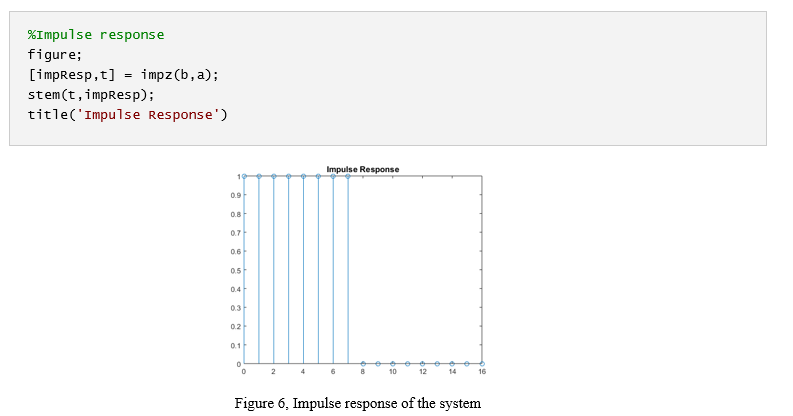 %Impulse response
figure;
[impResp,t] = impz(b,a);
stem(t,impResp);
title('Impulse Response')
Impulse Response
1
0.9
0.8
0.7
0.6
0.5
0.4
0.3
0.2
0.1
0
0 2 4 6 8 10 12 14 16
Figure 6, Impulse response of the system